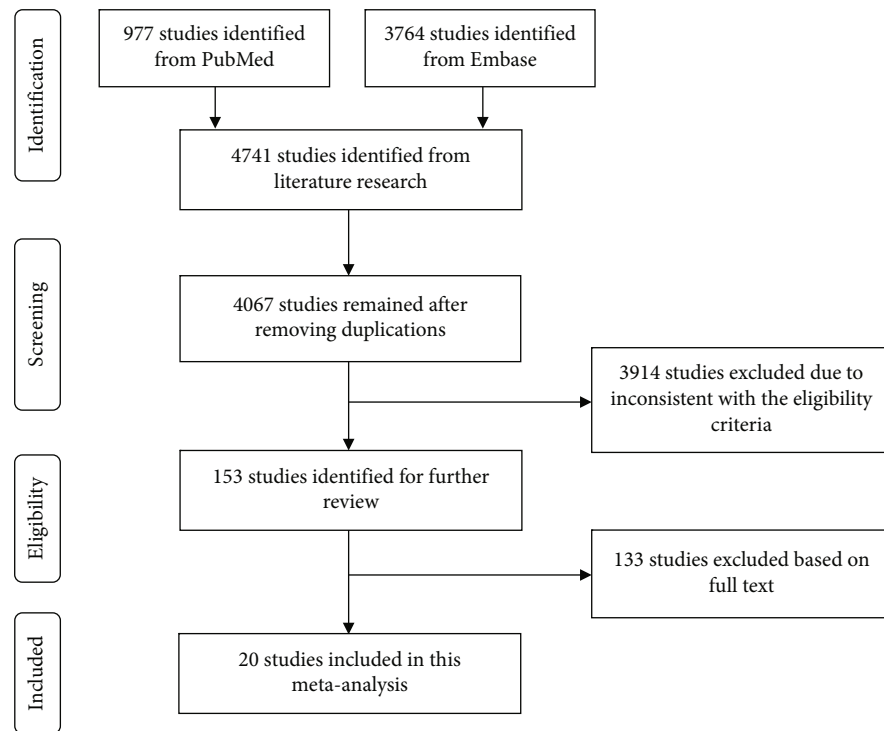 Identification
977 studies identified
from PubMed
3764 studies identified
from Embase
4741 studies identified from
literature research
Screening
4067 studies remained after
removing duplications
3914 studies excluded due to
inconsistent with the eligibility
criteria
Eligibility
153 studies identified for further
review
133 studies excluded based on
full text
Included
20 studies included in this
meta-analysis